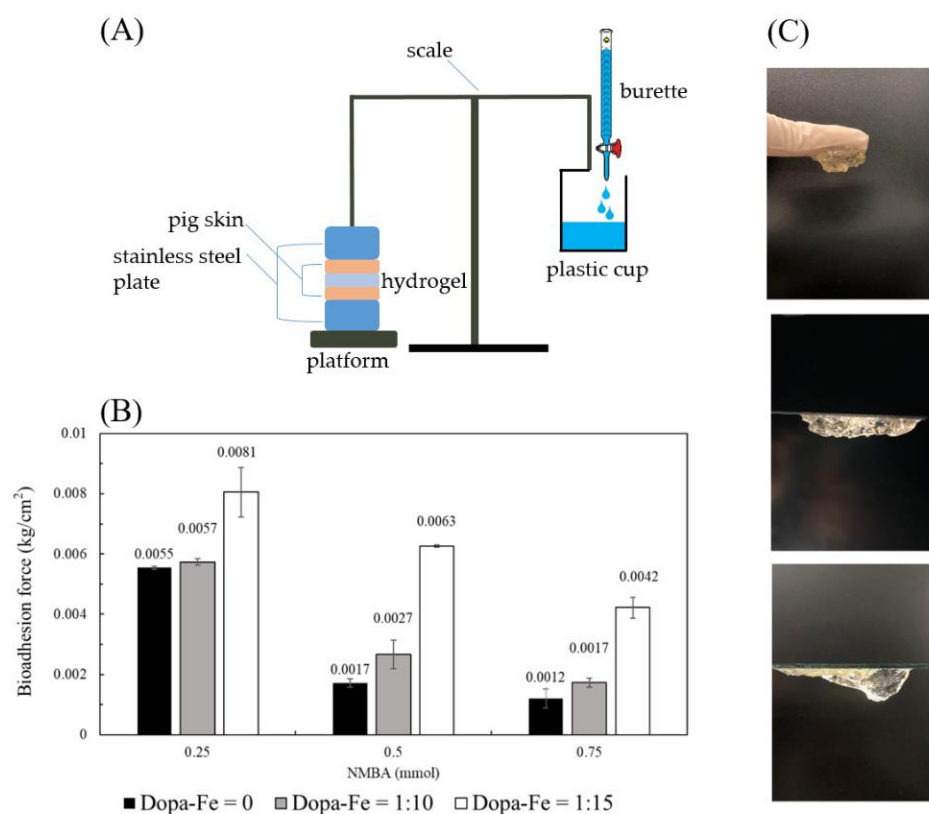 (A)
scale
burette
pig skin
stainless steel
plate
hydrogel
platform
plastic cup
(B)
Bioadhesion force (kg/cm²)
0.01
0.008
0.006
0.004
0.002
0
0.0055
0.0057
0.0081
0.0017
0.0027
0.0063
0.0012
0.0017
0.0042
0.25
0.5
0.75
NMBA (mmol)
Dopa-Fe = 0 Dopa-Fe = 1:10 Dopa-Fe = 1:15
(C)